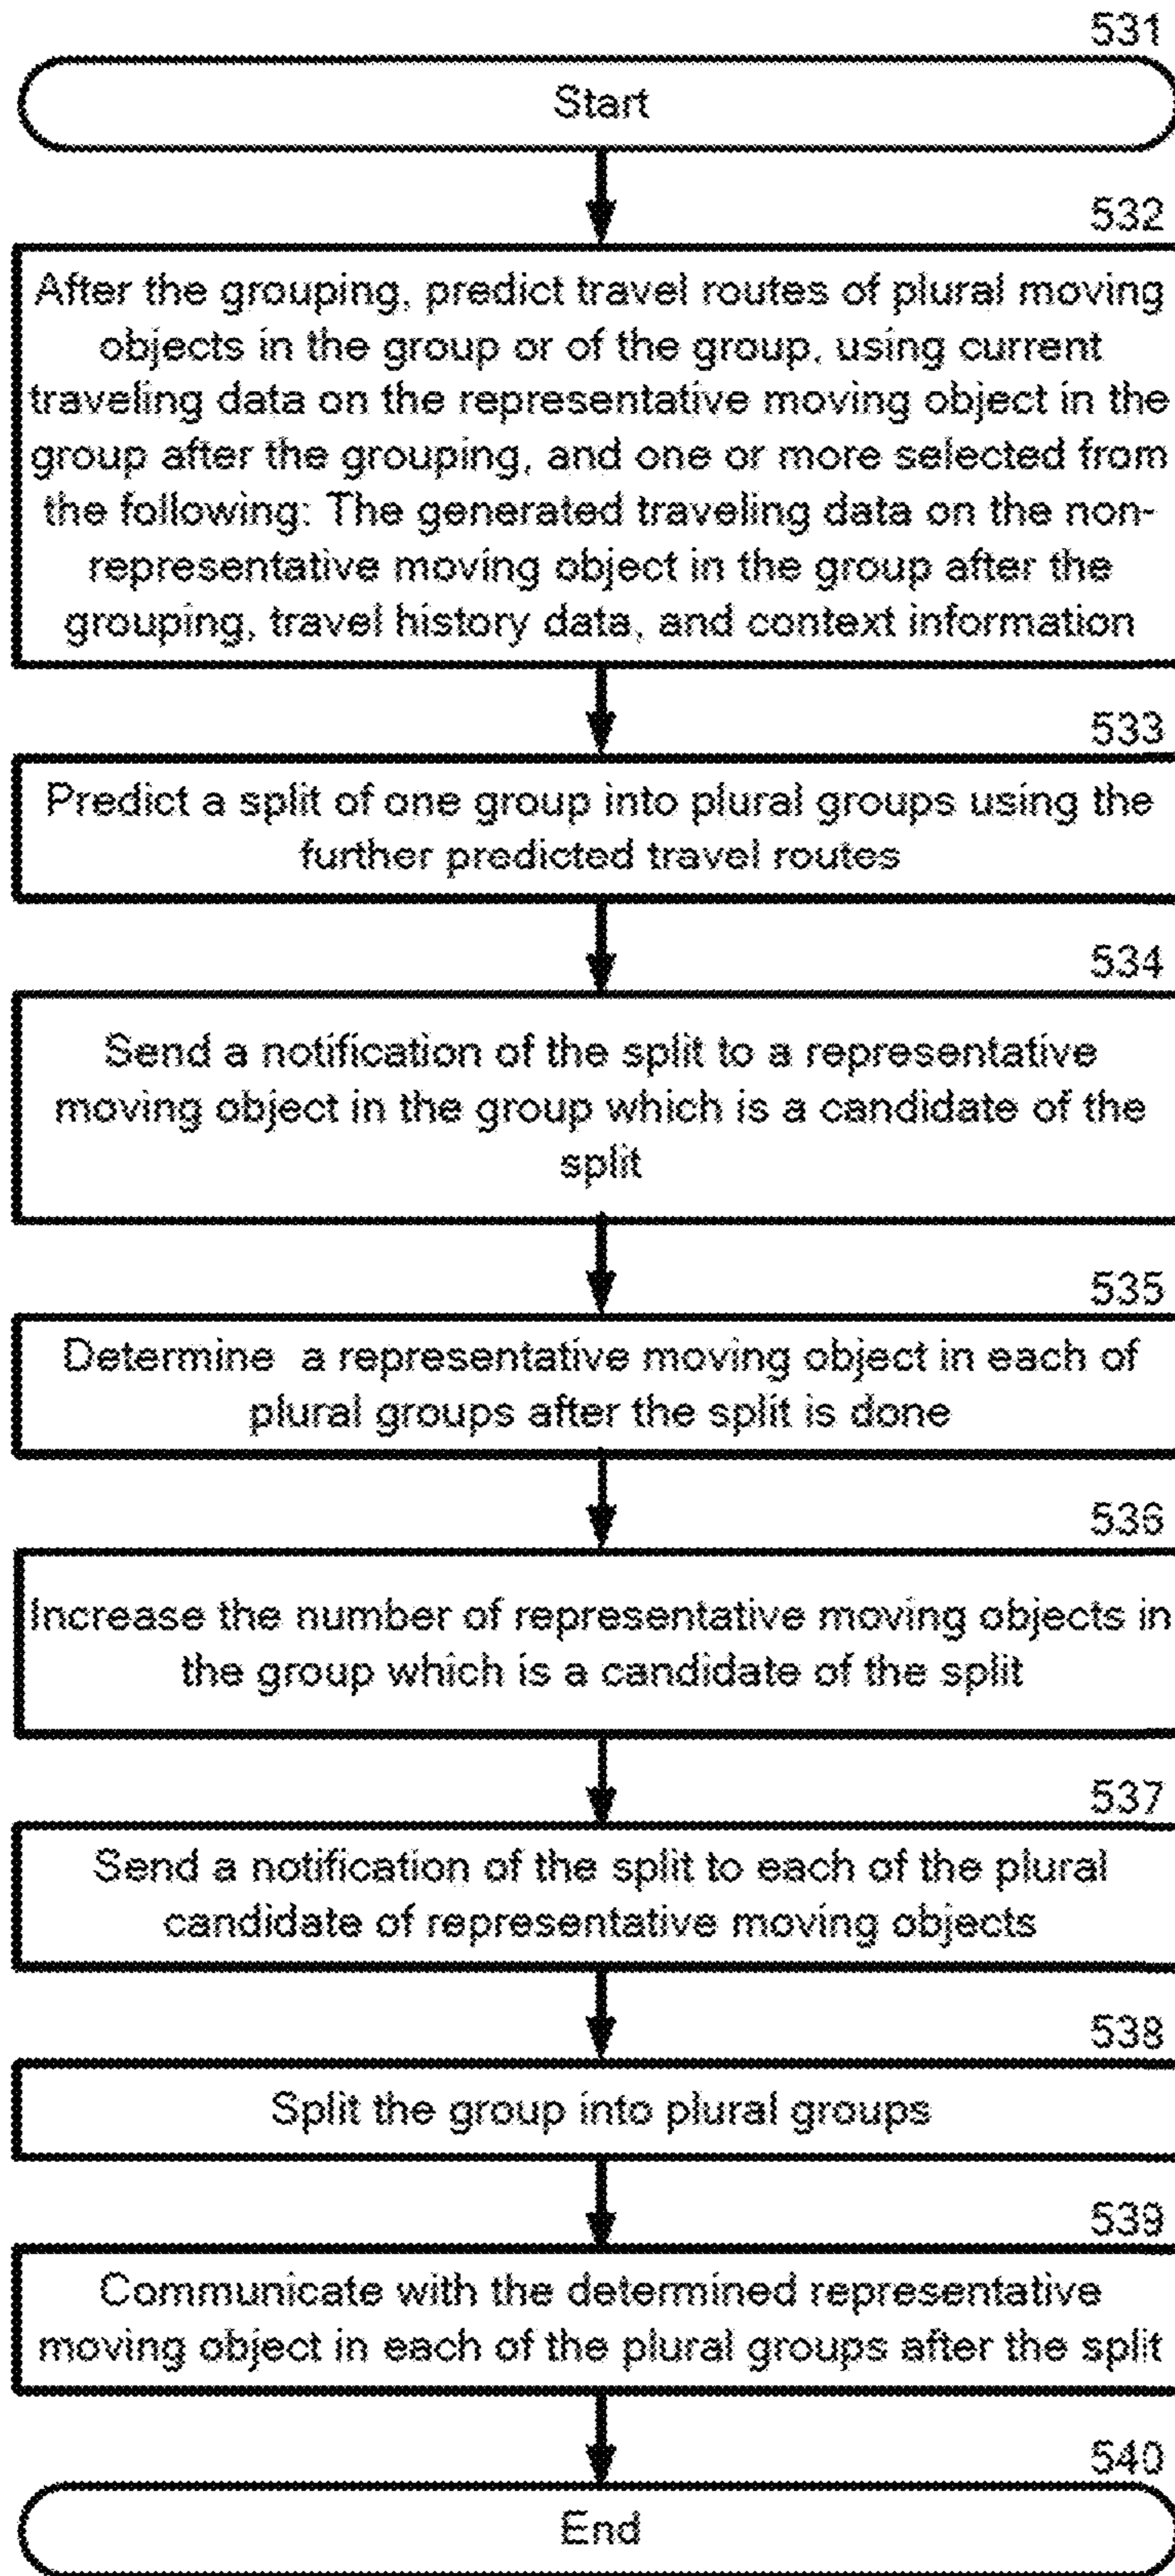 531
Start
532
After the grouping, predict travel routes of plural moving
objects in the group or of the group, using current
traveling data on the representative moving object in the
group after the grouping, and one or more selected from
the following: The generated traveling data on the non-
representative moving object in the group after the
grouping, travel history data, and context information
533
Predict a split of one group into plural groups using the
further predicted travel routes
534
Send a notification of the split to a representative
moving object in the group which is a candidate of the
split
535
Determine a representative moving object in each of
plural groups after the split is done
536
Increase the number of representative moving objects in
the group which is a candidate of the split
537
Send a notification of the split to each of the plural
candidate of representative moving objects
538
Split the group into plural groups
539
Communicate with the determined representative
moving object in each of the plural groups after the split
540
End